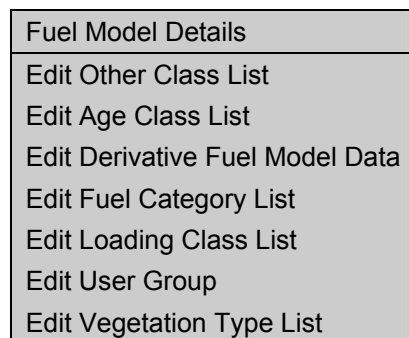 Fuel Model Details
Edit Other Class List
Edit Age Class List
Edit Derivative Fuel Model Data
Edit Fuel Category List
Edit Loading Class List
Edit User Group
Edit Vegetation Type List